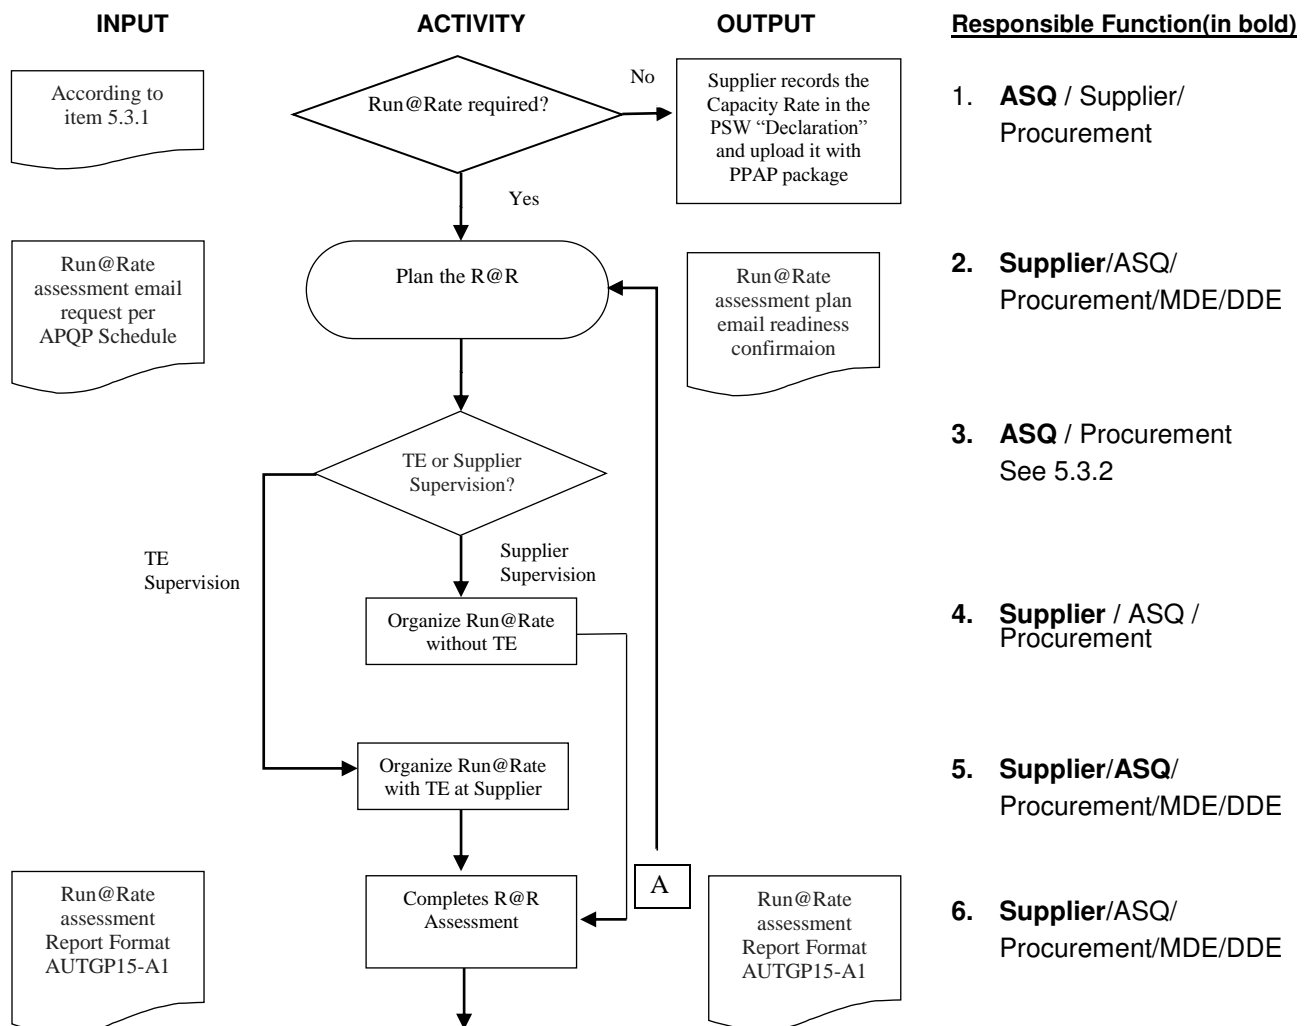 INPUT
ACTIVITY
OUTPUT
Responsible Function(in bold)
According to
item 5.3.1
Run@Rate required?
No
Supplier records the
Capacity Rate in the
PSW “Declaration”
and upload it with
PPAP package
1. ASQ / Supplier/
Procurement
Yes
Run@Rate
assessment email
request per
APQP Schedule
Plan the R@R
Run@Rate
assessment plan
email readiness
confirmaion
2. Supplier/ASQ/
Procurement/MDE/DDE
TE or Supplier
Supervision?
3. ASQ / Procurement
See 5.3.2
TE
Supervision
Supplier
Supervision
Organize Run@Rate
without TE
4. Supplier / ASQ /
Procurement
Organize Run@Rate
with TE at Supplier
5. Supplier/ASQ/
Procurement/MDE/DDE
A
Run@Rate
assessment
Report Format
AUTGP15-A1
Completes R@R
Assessment
Run@Rate
assessment
Report Format
AUTGP15-A1
6. Supplier/ASQ/
Procurement/MDE/DDE